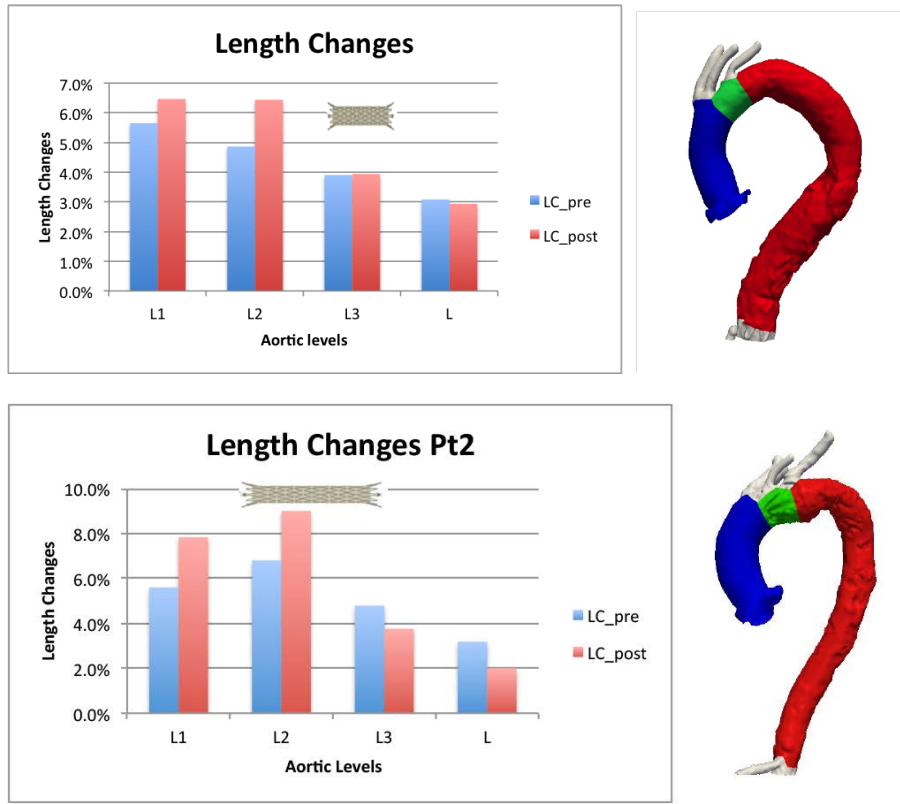 Length Changes
7.0%
6.0%
5.0%
4.0%
3.0%
2.0%
1.0%
0.0%
Length Changes
L1 L2 L3 L
Aortic levels
LC_pre
LC_post
Length Changes Pt2
10.0%
8.0%
6.0%
4.0%
2.0%
0.0%
Length Changes
L1 L2 L3 L
Aortic Levels
LC_pre
LC_post